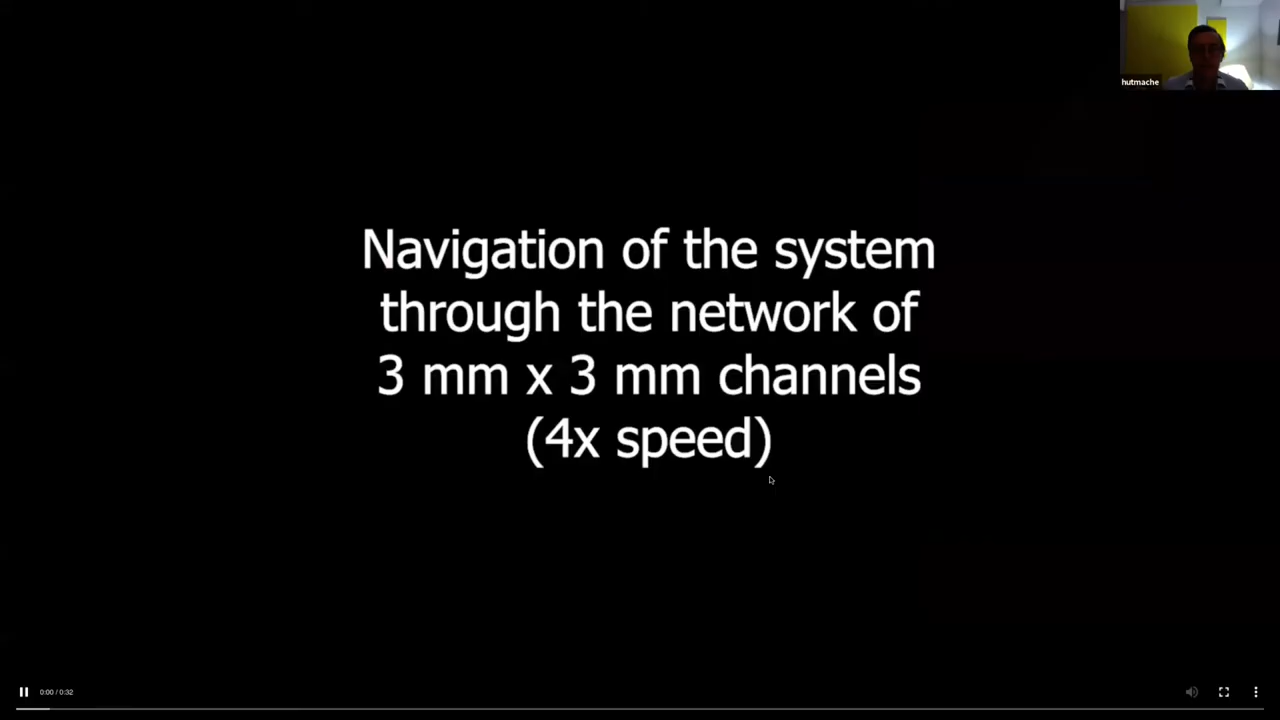 hutmache
Navigation of the system
through the network of
3 mm x 3 mm channels
(4x speed)
0:00 / 0:32